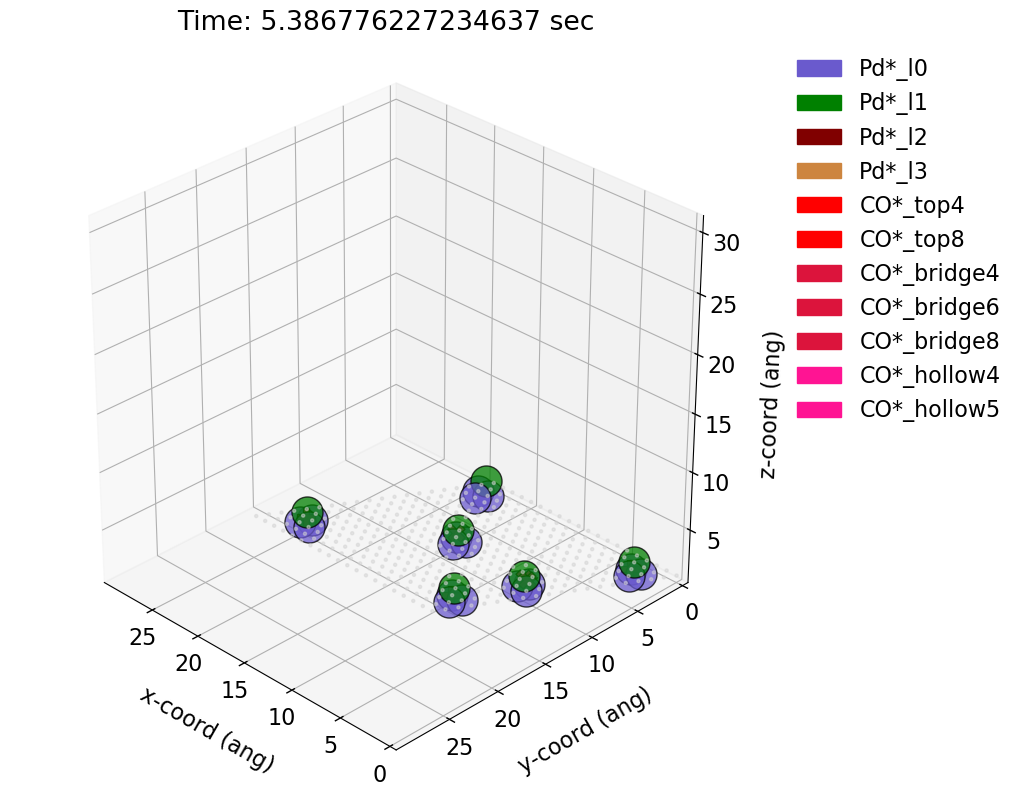 Time: 5.386776227234637 sec
Pd*_l0
Pd*_l1
Pd*_l2
Pd*_l3
CO*_top4
CO*_top8
CO*_bridge4
CO*_bridge6
CO*_bridge8
CO*_hollow4
CO*_hollow5
30
25
20
15
10
5
z-coord (ang)
25
20
15
10
5
0
x-coord (ang)
0
5
10
15
20
25
y-coord (ang)